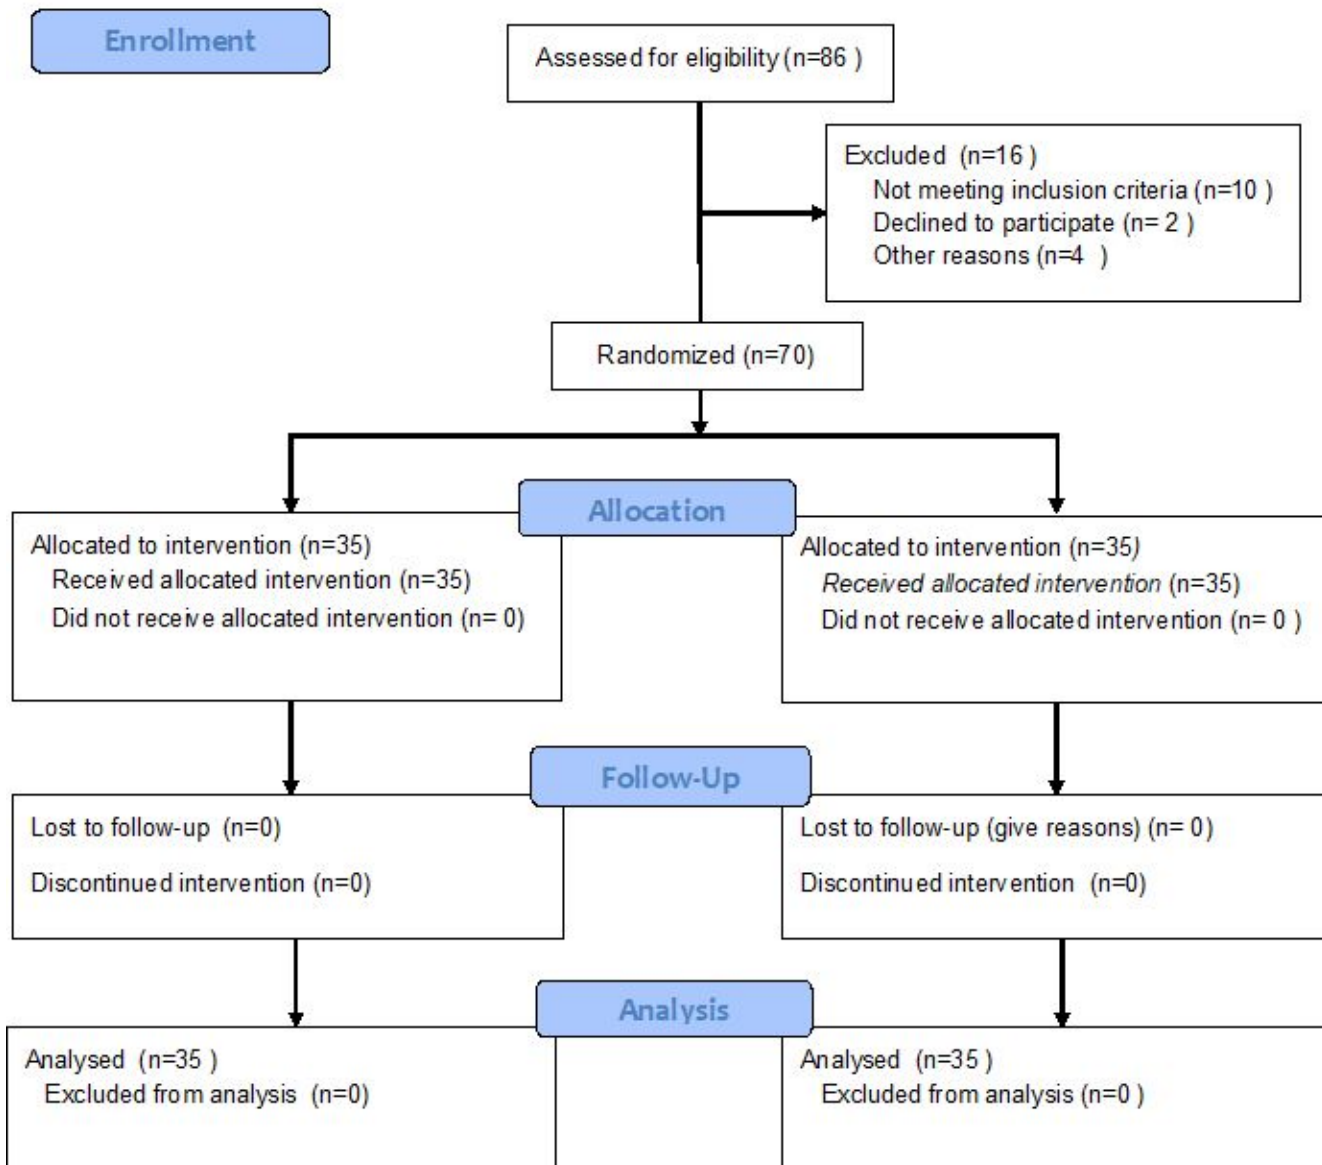 Enrollment
Assessed for eligibility (n=86 )
Excluded  (n=16 )
Not meeting inclusion criteria (n=10 )
Declined to participate (n= 2 )
Other reasons (n=4  )
Randomized (n=70)
Allocation
Allocated to intervention (n=35)
Received allocated intervention (n=35)
Did not receive allocated intervention (n= 0)
Allocated to intervention (n=35)
Received allocated intervention (n=35)
Did not receive allocated intervention (n= 0 )
Follow-Up
Lost to follow-up  (n=0)
Discontinued intervention (n=0)
Lost to follow-up (give reasons) (n= 0)
Discontinued intervention  (n=0)
Analysis
Analysed  (n=35 )
Excluded from analysis  (n=0)
Analysed  (n=35 )
Excluded from analysis (n=0 )